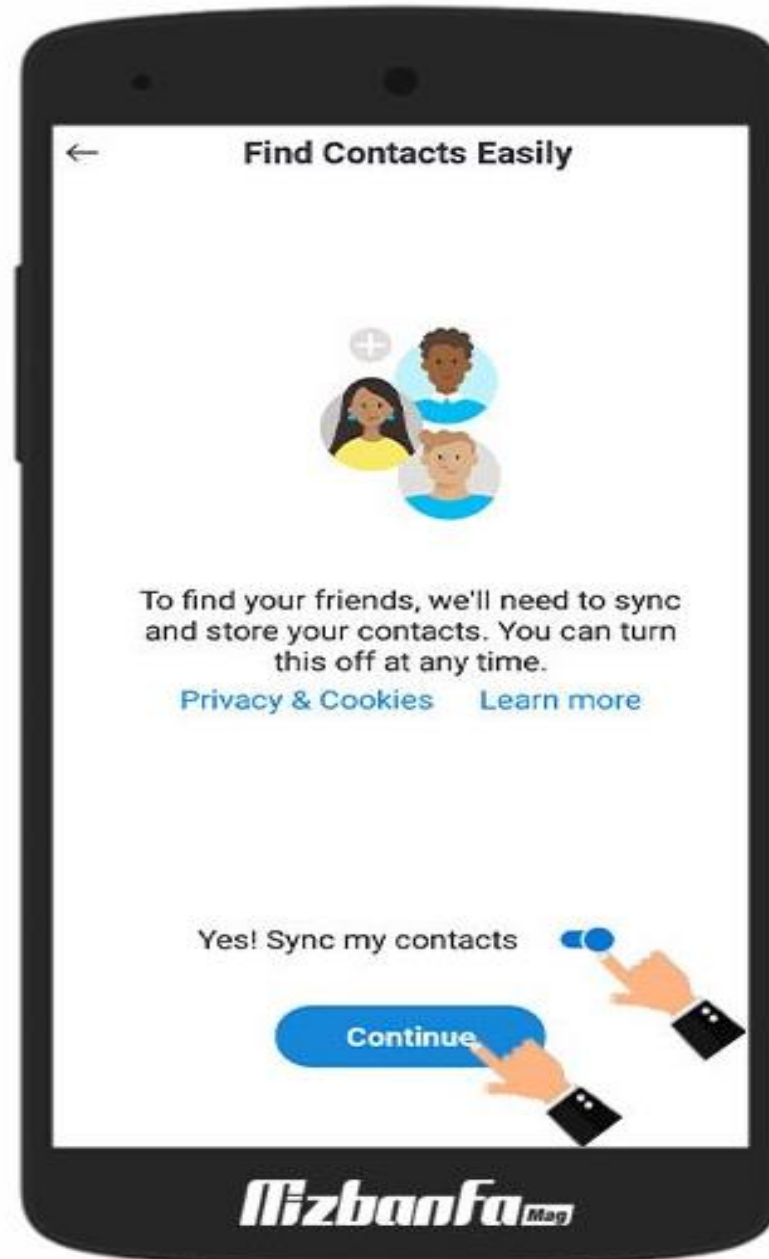 Find Contacts Easily
To find your friends, we'll need to sync
and store your contacts. You can turn
this off at any time.
Privacy & Cookies Learn more
Yes! Sync my contacts
Continue
MizbanFa Mag